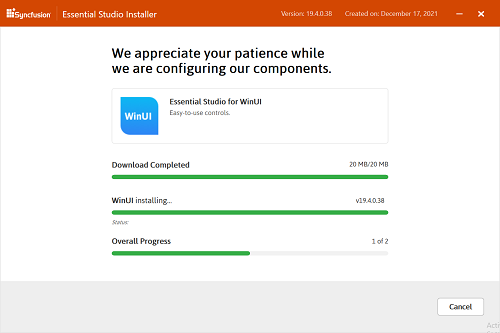 Syncfusion® Essential Studio Installer Version: 19.4.0.38 Created on: December 17, 2021
We appreciate your patience while
we are configuring our components.
WinUI
Essential Studio for WinUI
Easy-to-use controls.
Download Completed 20 MB/20 MB
WinUI installing... v19.4.0.38
Status:
Overall Progress 1 of 2
Cancel
Acti